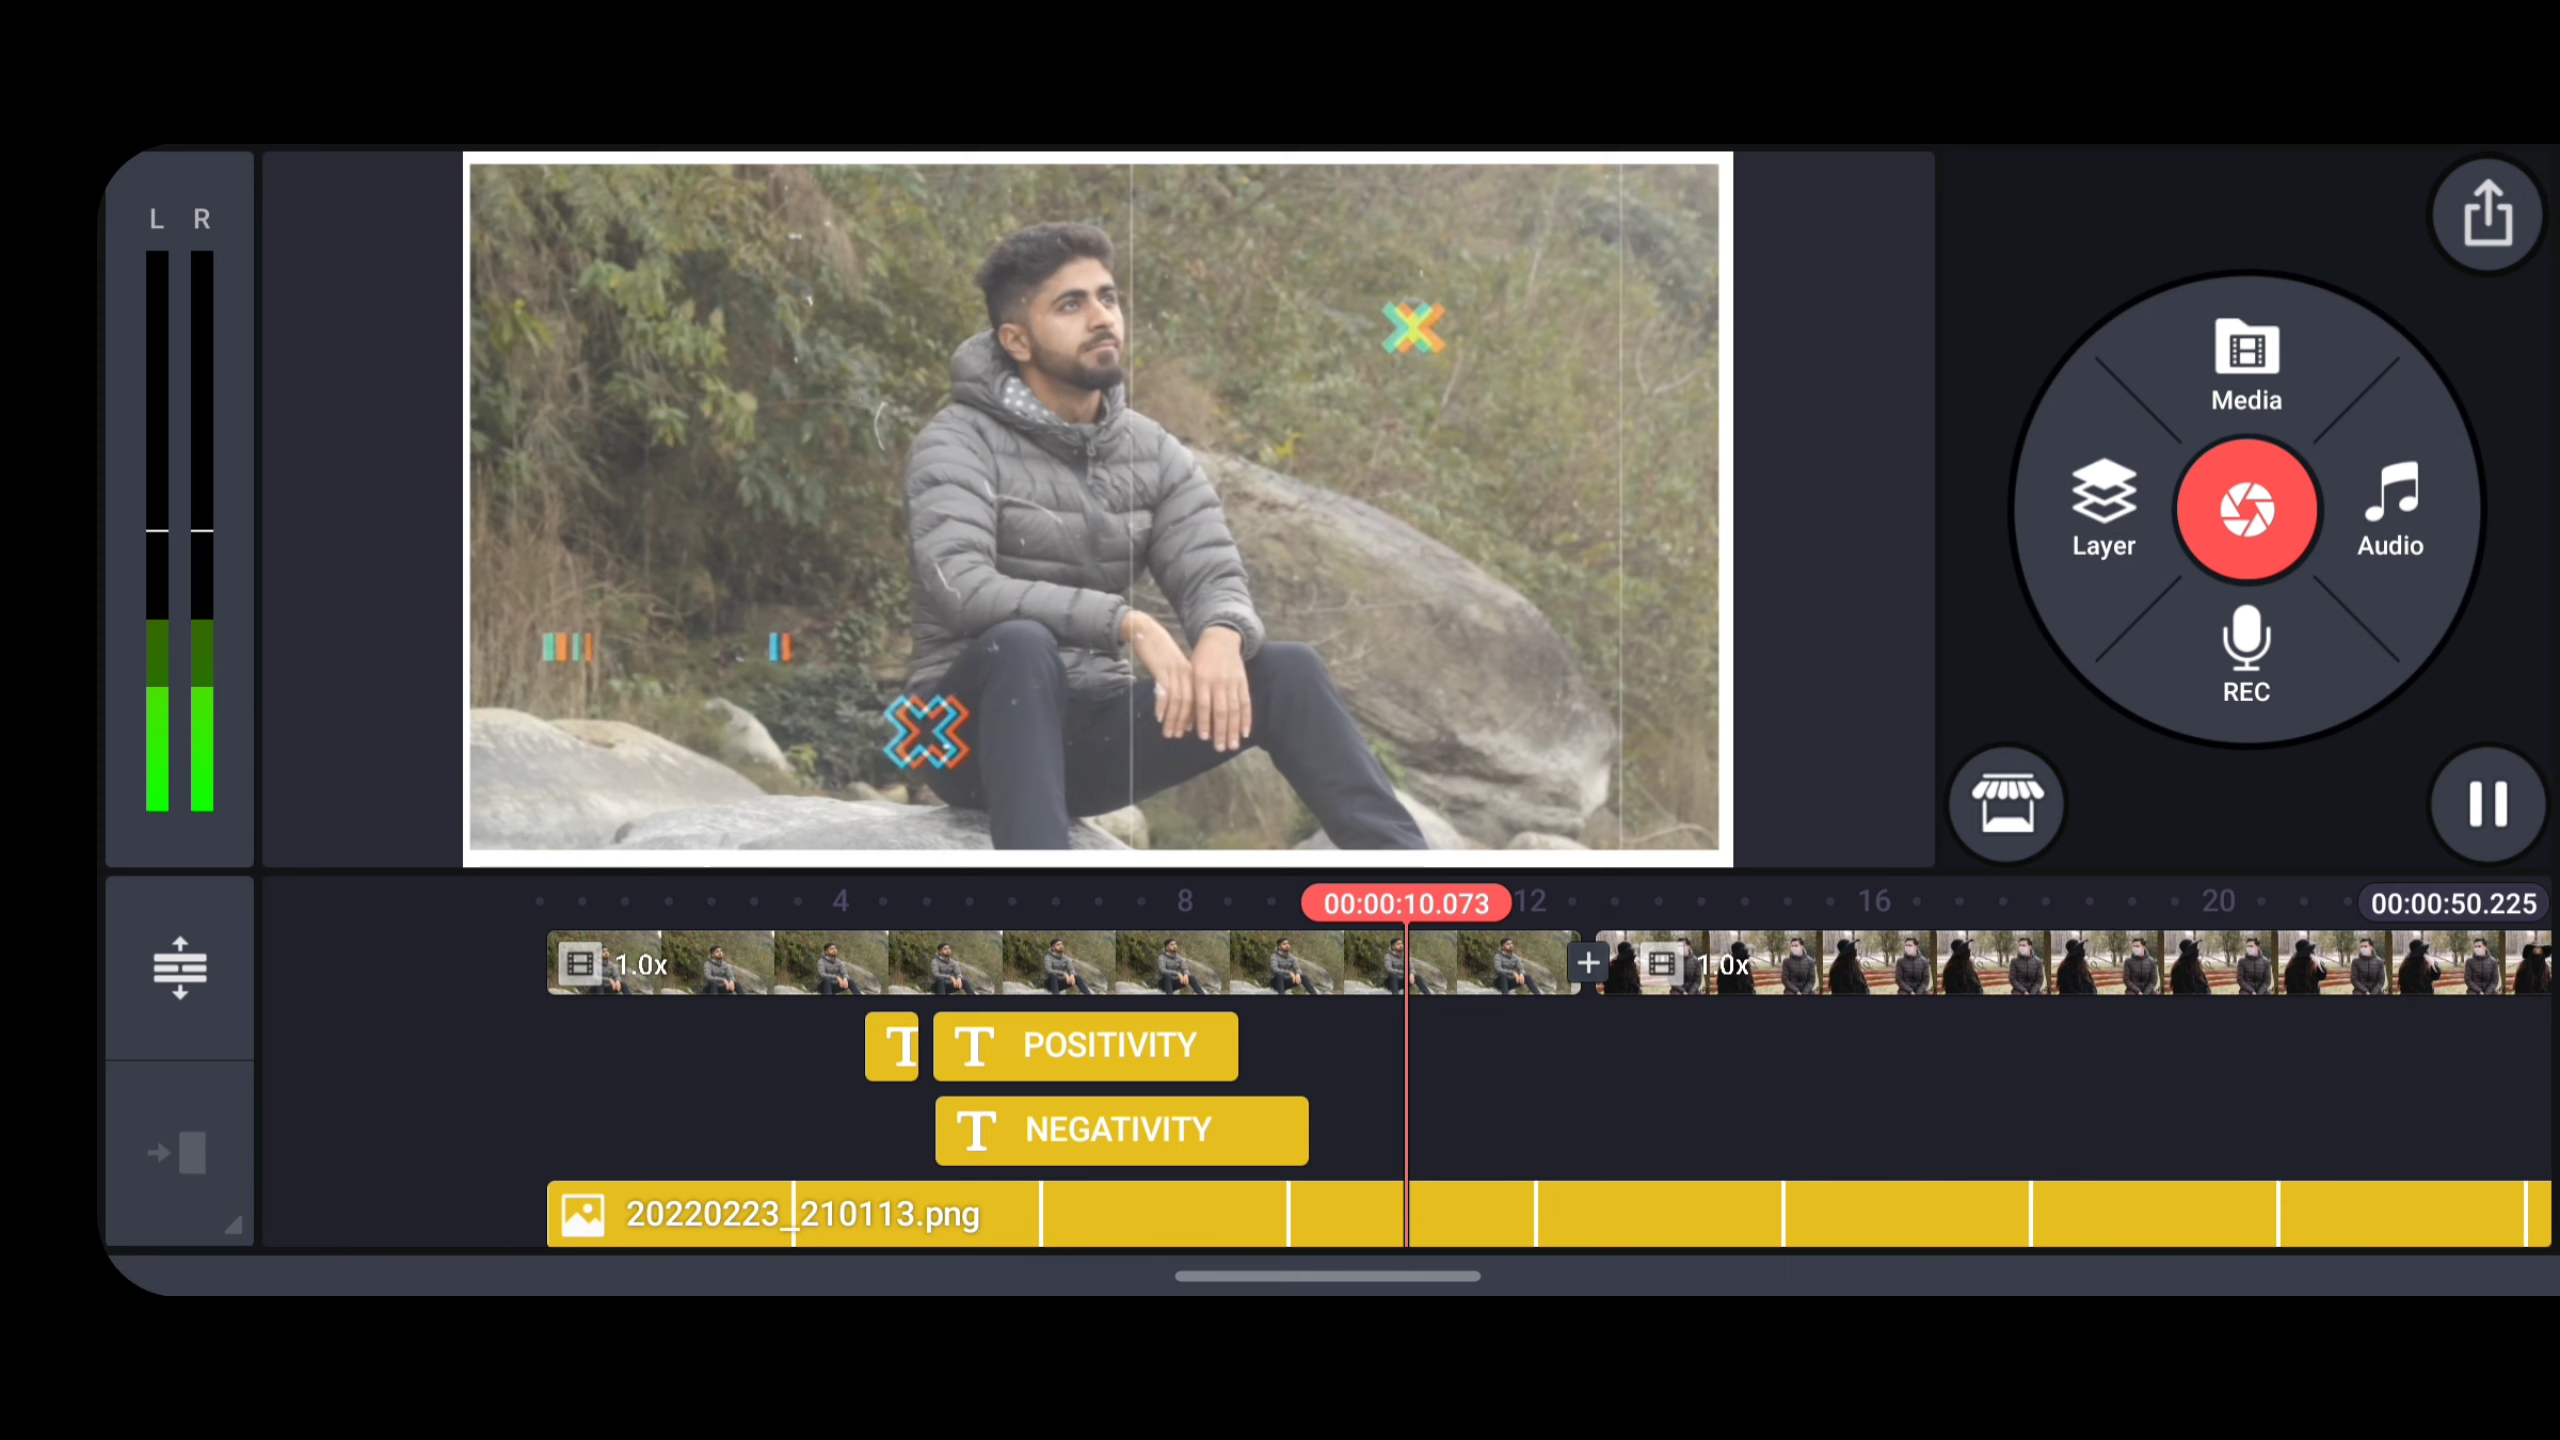 L R
Media
Layer
Audio
REC
4 8 00:00:10.073 12 16 20 00:00:50.225
1.0x 1.0x
T T POSITIVITY
T NEGATIVITY
20220223_210113.png